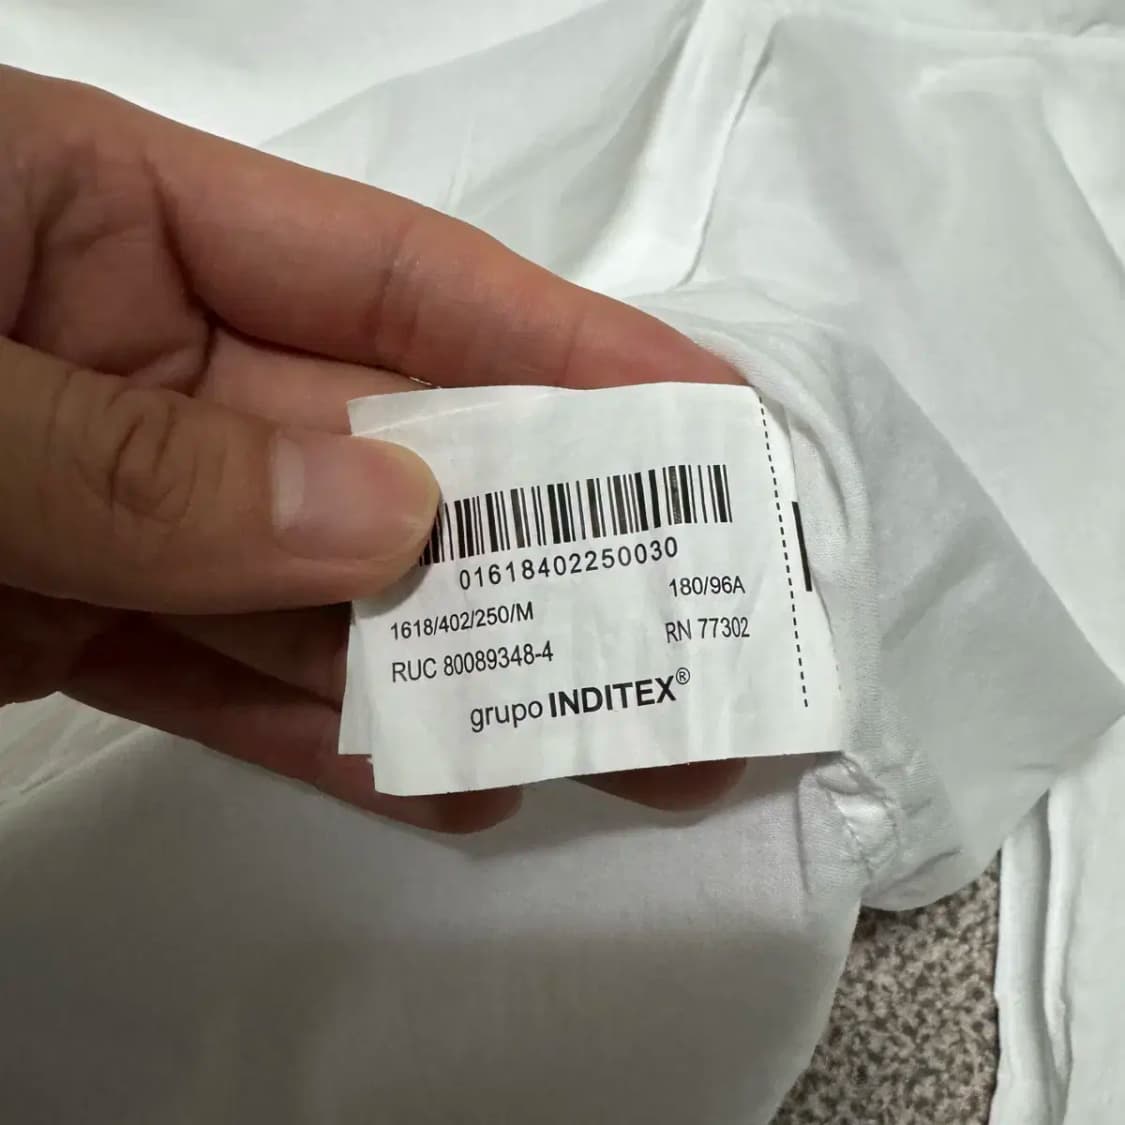 01618402250030
180/96A
1618/402/250/M
RN 77302
RUC 80089348-4
grupo INDITEX®